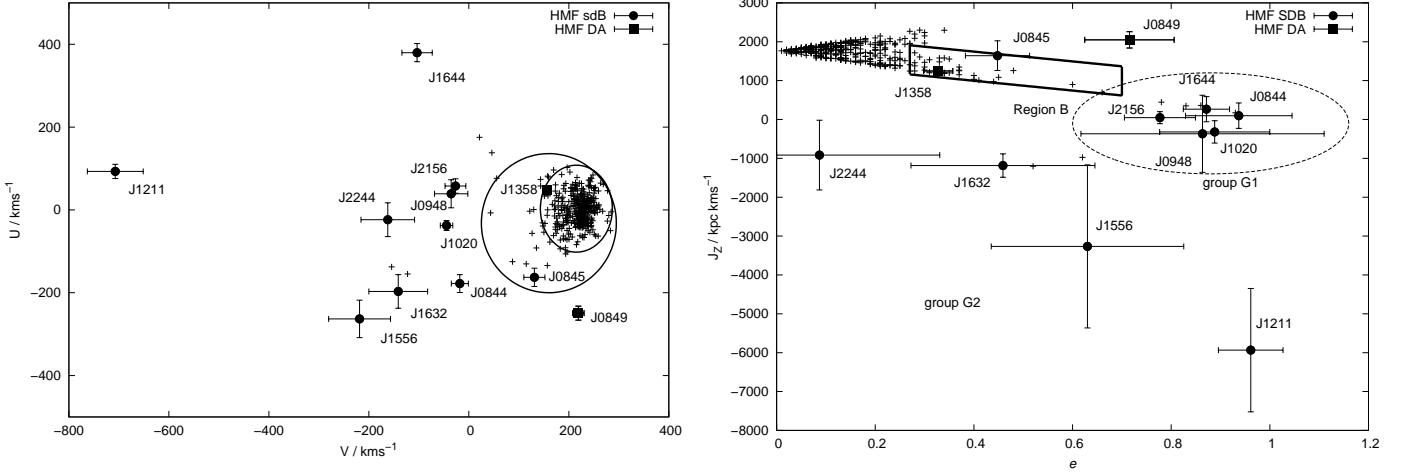 400
200
0
−200
−400
−800
−600
−400
−200
0
200
400
U / kms−1
V / kms−1
HMF sdB
HMF DA
J1644
J1211
J2156
J1358
J2244
J0948
J1020
J0845
J0844
J1632
J0849
J1556
3000
2000
1000
0
−1000
−2000
−3000
−4000
−5000
−6000
−7000
−8000
0
0.2
0.4
0.6
0.8
1
1.2
JZ / kpc kms−1
e
HMF SDB
HMF DA
J0849
J0845
J1358
J1644
Region B
J2156
J0844
J1020
J0948
J2244
J1632
group G1
J1556
group G2
J1211